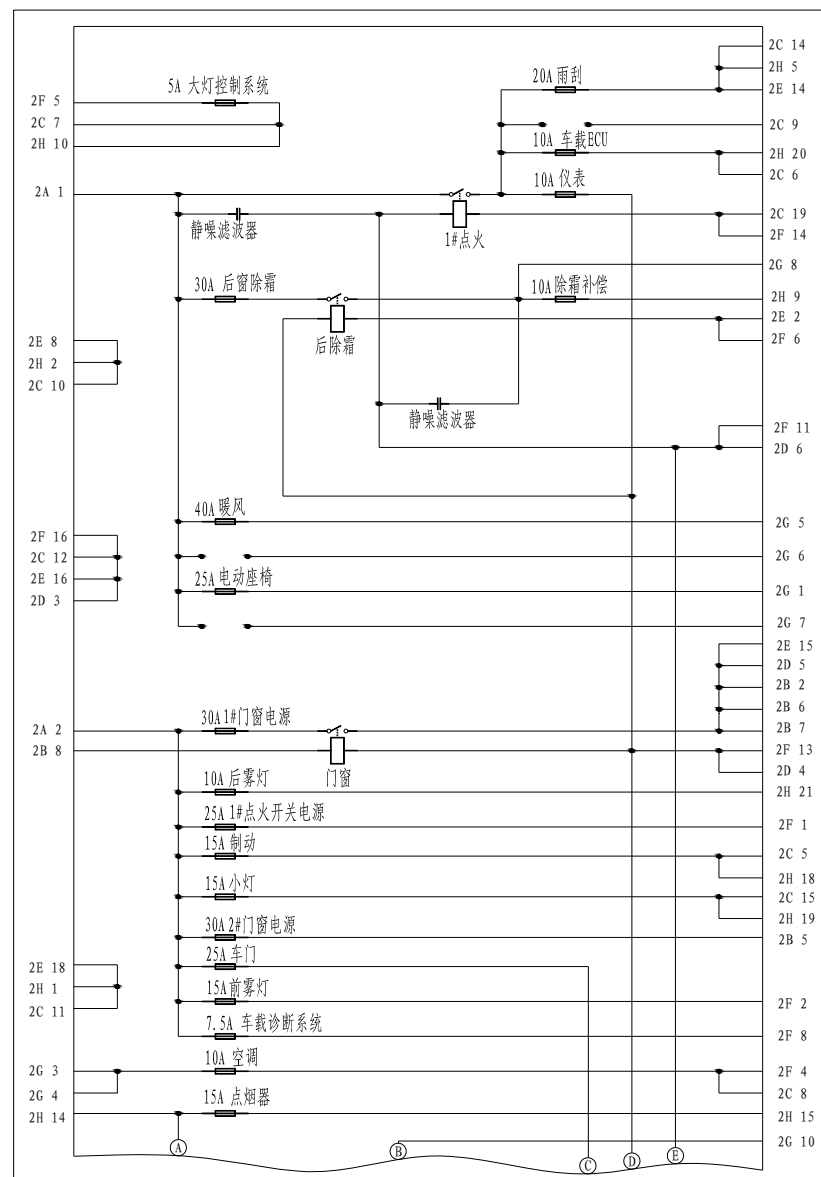 2C 14
2H 5
20A 雨刮
2E 14
5A 大灯控制系统
2F 5
2C 7
2C 9
2H 10
10A 车载ECU
2H 20
2C 6
2A 1
10A 仪表
静噪滤波器
1#点火
2C 19
2F 14
2G 8
30A 后窗除霜
10A 除霜补偿
2H 9
2E 2
后除霜
2F 6
2E 8
2H 2
2C 10
静噪滤波器
2F 11
2D 6
40A 暖风
2G 5
2F 16
2C 12
2G 6
2E 16
25A 电动座椅
2G 1
2D 3
2G 7
2E 15
2D 5
2B 2
2B 6
30A 1#门窗电源
2A 2
2B 7
2B 8
门窗
2F 13
2D 4
10A 后雾灯
2H 21
25A 1#点火开关电源
2F 1
15A 制动
2C 5
2H 18
15A 小灯
2C 15
2H 19
30A 2#门窗电源
2B 5
25A 车门
2E 18
2H 1
15A 前雾灯
2F 2
2C 11
7.5A 车载诊断系统
2F 8
10A 空调
2G 3
2F 4
2G 4
2C 8
15A 点烟器
2H 14
2H 15
2G 10
A
B
C
D
E